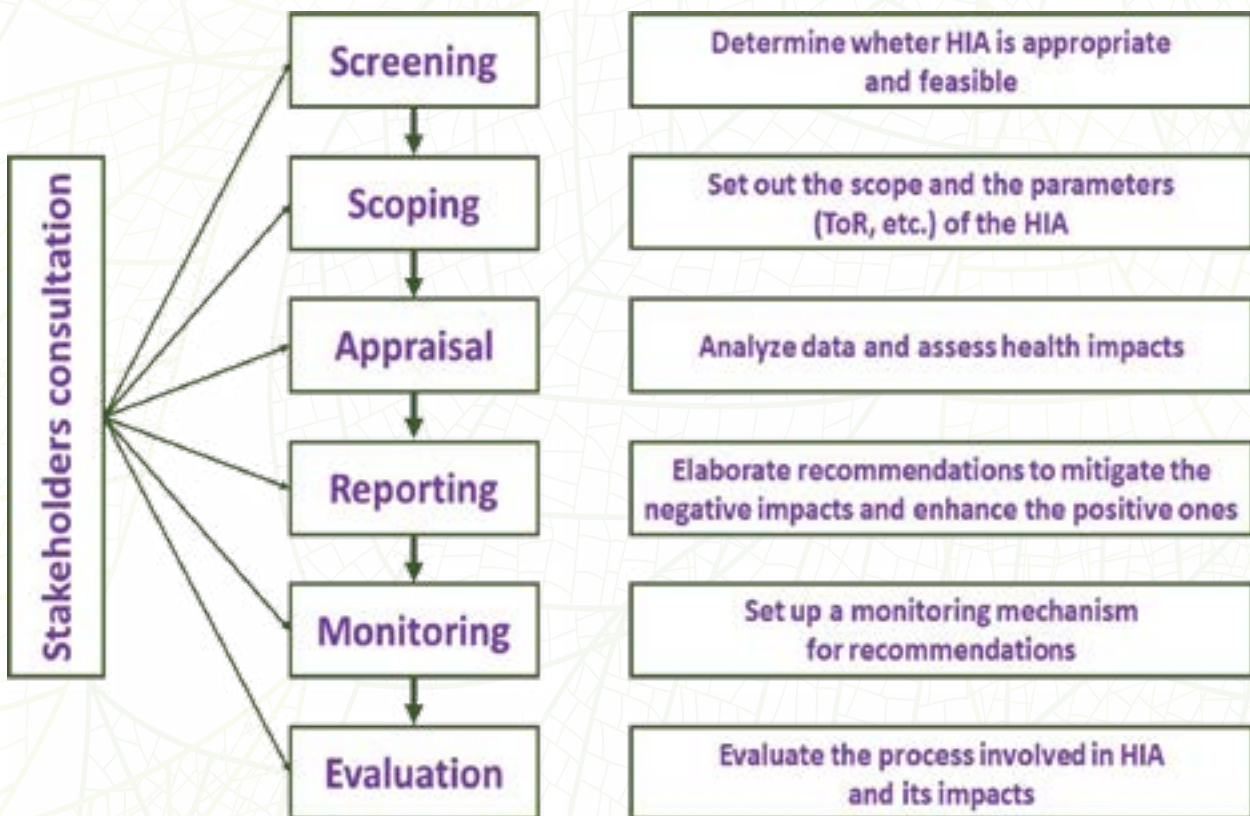 Stakeholders consultation
Screening
Determine wheter HIA is appropriate
and feasible
Scoping
Set out the scope and the parameters
(ToR, etc.) of the HIA
Appraisal
Analyze data and assess health impacts
Reporting
Elaborate recommendations to mitigate the
negative impacts and enhance the positive ones
Monitoring
Set up a monitoring mechanism
for recommendations
Evaluation
Evaluate the process involved in HIA
and its impacts